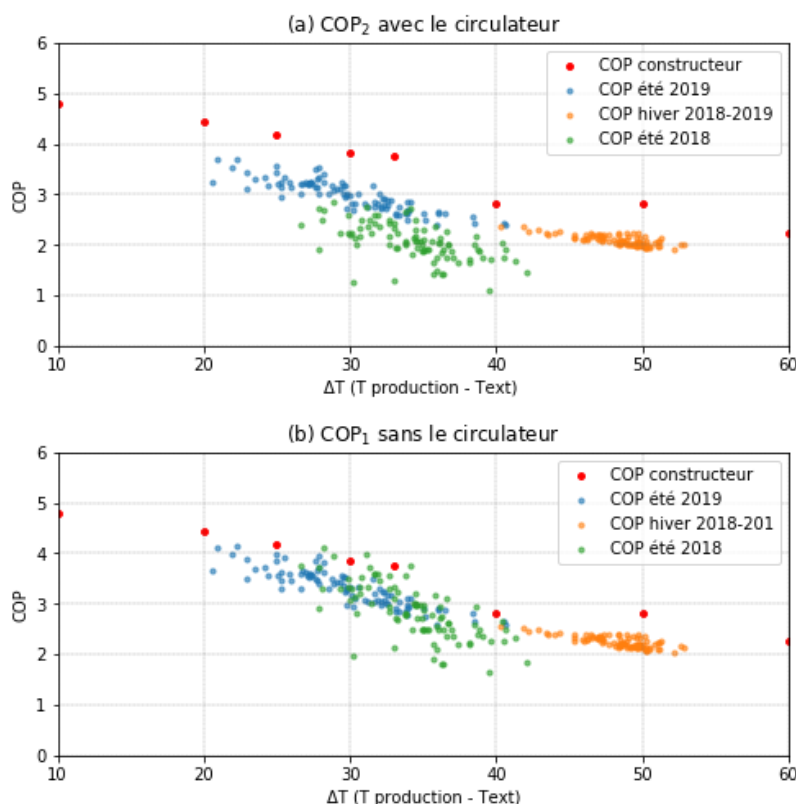 (a) COP₂ avec le circulateur
6
5
4
3
2
1
0
COP
COP constructeur
COP été 2019
COP hiver 2018-2019
COP été 2018
10 20 30 40 50 60
ΔT (T production - Text)
(b) COP₁ sans le circulateur
6
5
4
3
2
1
0
COP
COP constructeur
COP été 2019
COP hiver 2018-201
COP été 2018
10 20 30 40 50 60
ΔT (T production - Text)